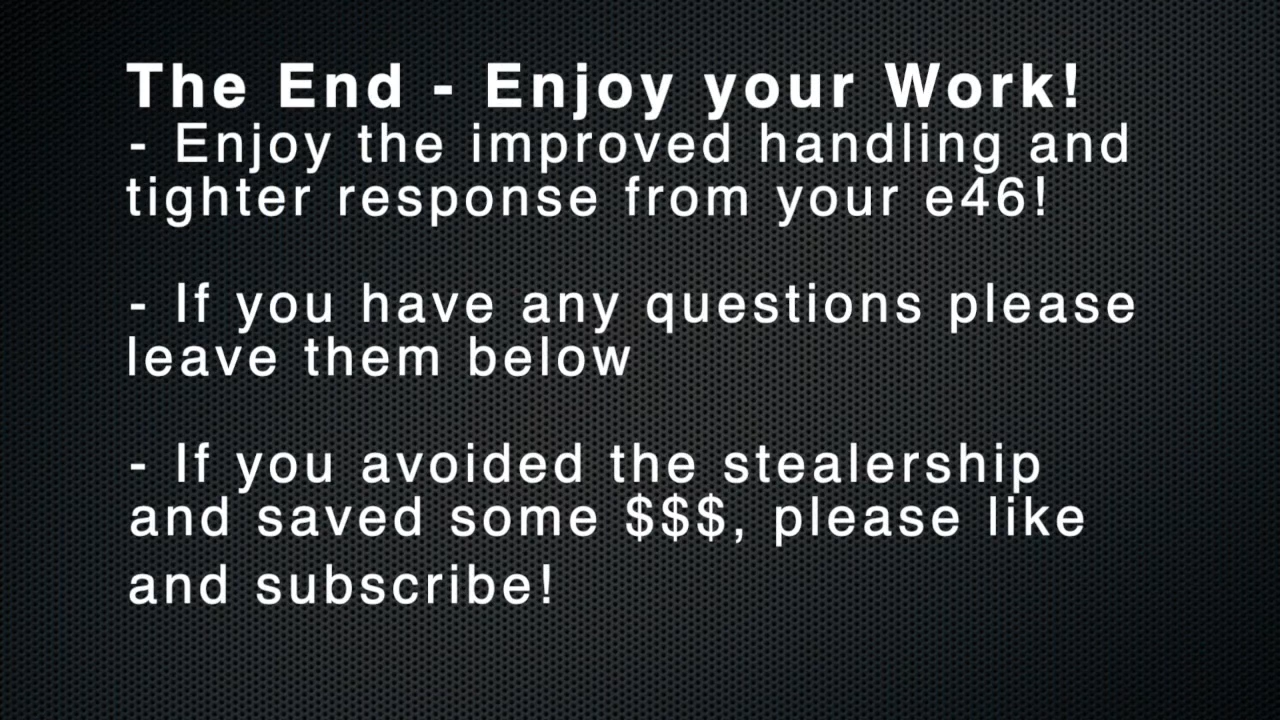 The End - Enjoy your Work!
- Enjoy the improved handling and
tighter response from your e46!
- If you have any questions please
leave them below
- If you avoided the stealership
and saved some $$$, please like
and subscribe!